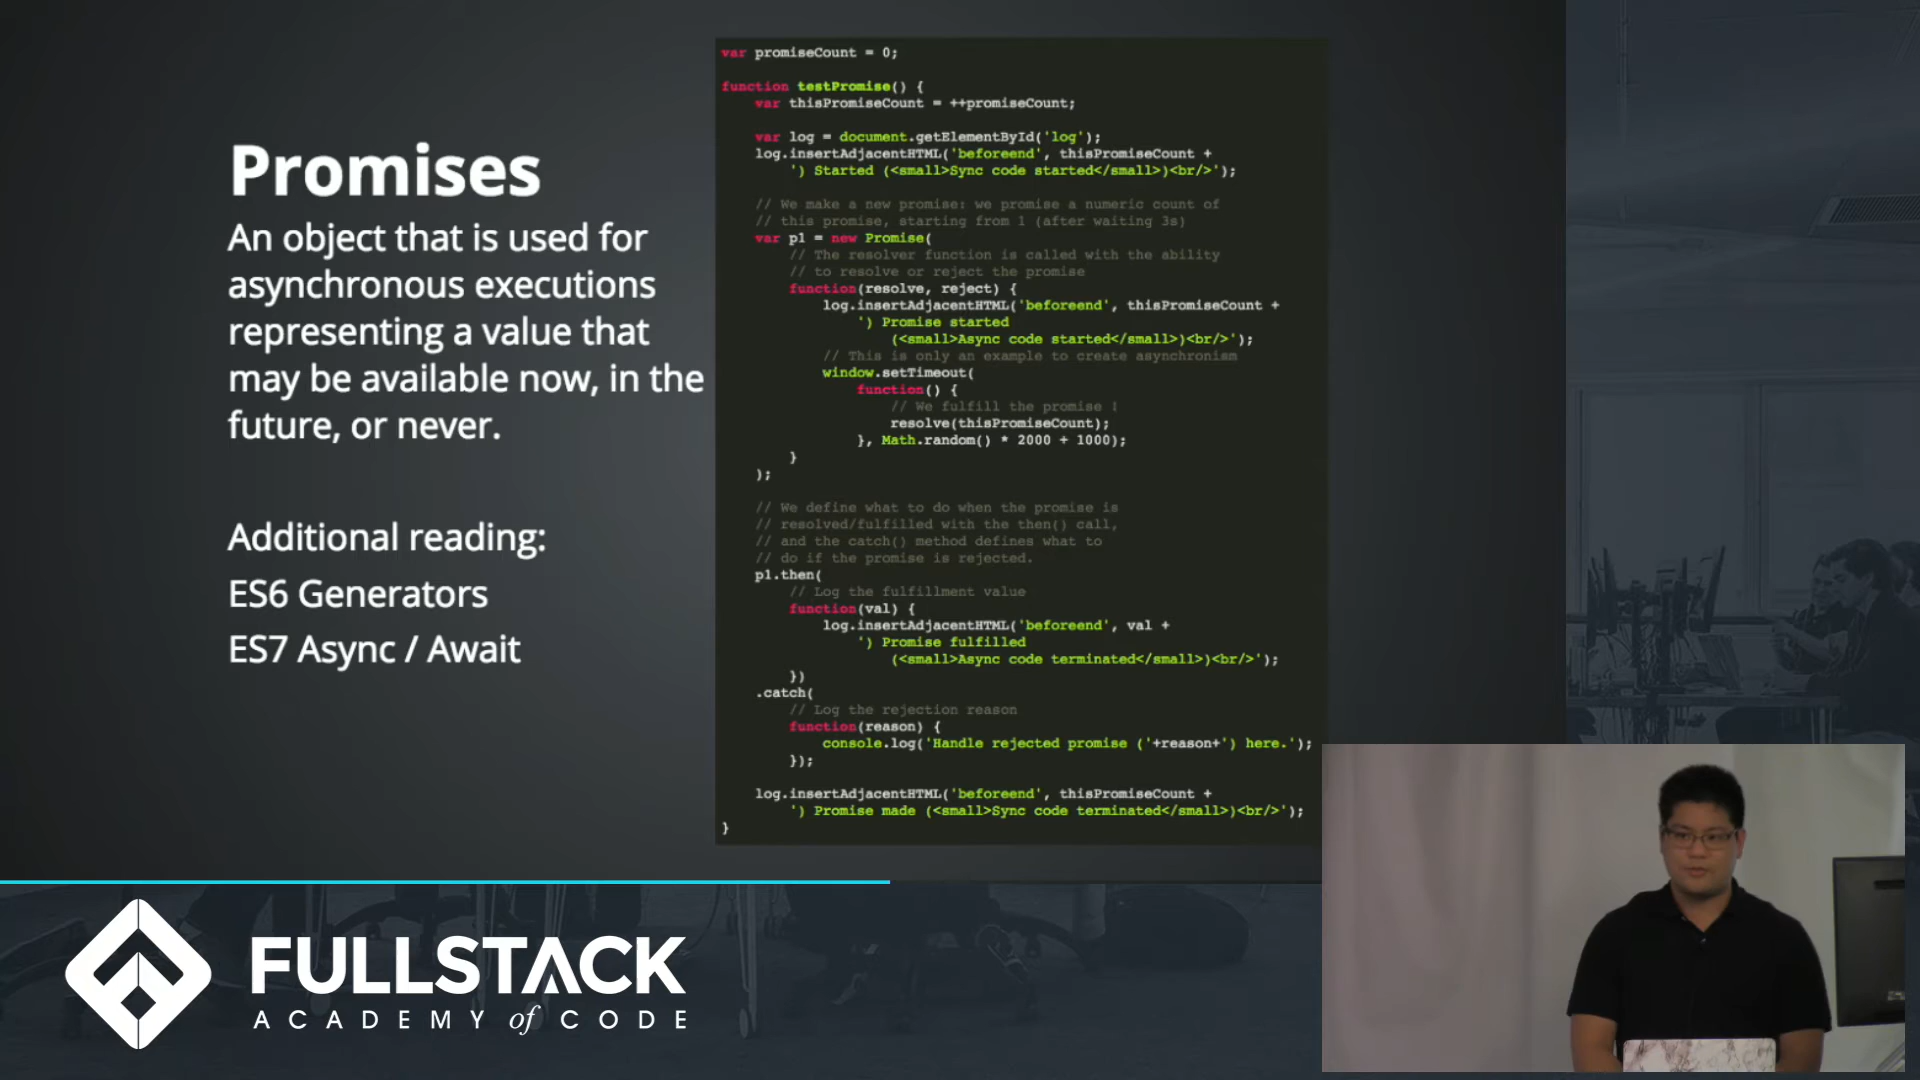 Promises
An object that is used for
asynchronous executions
representing a value that
may be available now, in the
future, or never.
Additional reading:
ES6 Generators
ES7 Async / Await
var promiseCount = 0;
function testPromise() {
    var thisPromiseCount = ++promiseCount;
    var log = document.getElementById('log');
    log.insertAdjacentHTML('beforeend', thisPromiseCount +
        ') Started (<small>Sync code started</small>)<br/>');
    // We make a new promise: we promise a numeric count of
    // this promise, starting from 1 (after waiting 3s)
    var p1 = new Promise(
        // The resolver function is called with the ability
        // to resolve or reject the promise
        function(resolve, reject) {
            log.insertAdjacentHTML('beforeend', thisPromiseCount +
                ') Promise started
                    (<small>Async code started</small>)<br/>');
            // This is only an example to create asynchronism
            window.setTimeout(
                function() {
                    // We fulfill the promise !
                    resolve(thisPromiseCount);
                }, Math.random() * 2000 + 1000);
        }
    );
    // We define what to do when the promise is
    // resolved/fulfilled with the then() call,
    // and the catch() method defines what to
    // do if the promise is rejected.
    p1.then(
        // Log the fulfillment value
        function(val) {
            log.insertAdjacentHTML('beforeend', val +
                ') Promise fulfilled
                    (<small>Async code terminated</small>)<br/>');
        })
    .catch(
        // Log the rejection reason
        function(reason) {
            console.log('Handle rejected promise ('+reason+') here.');
        });
    log.insertAdjacentHTML('beforeend', thisPromiseCount +
        ') Promise made (<small>Sync code terminated</small>)<br/>');
}
FULLSTACK
ACADEMY of CODE